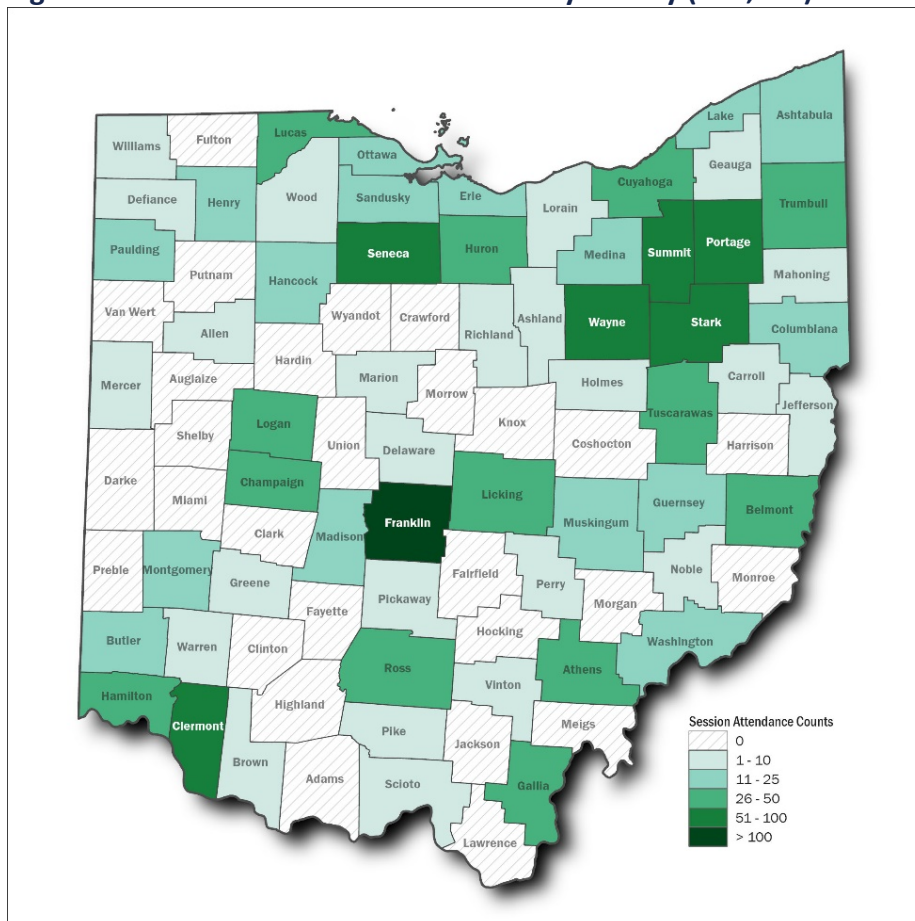 Ashtabula
Lake
Lucas
Fulton
Williams
Ottawa
Geauga
Cuyahoga
Wood
Sandusky
Erie
Defiance
Henry
Lorain
Trumbull
Paulding
Seneca
Huron
Medina
Summit
Portage
Putnam
Hancock
Mahoning
Van Wert
Wyandot
Crawford
Ashland
Wayne
Stark
Columbiana
Allen
Richland
Hardin
Mercer
Auglaize
Marion
Holmes
Carroll
Morrow
Jefferson
Logan
Knox
Tuscarawas
Shelby
Union
Coshocton
Harrison
Delaware
Darke
Champaign
Licking
Miami
Guernsey
Belmont
Franklin
Muskingum
Clark
Madison
Preble
Montgomery
Greene
Fairfield
Noble
Monroe
Perry
Pickaway
Morgan
Fayette
Hocking
Butler
Warren
Clinton
Washington
Ross
Athens
Vinton
Hamilton
Highland
Clermont
Pike
Meigs
Jackson
Brown
Adams
Scioto
Gallia
Lawrence
Session Attendance Counts
0
1 - 10
11 - 25
26 - 50
51 - 100
> 100